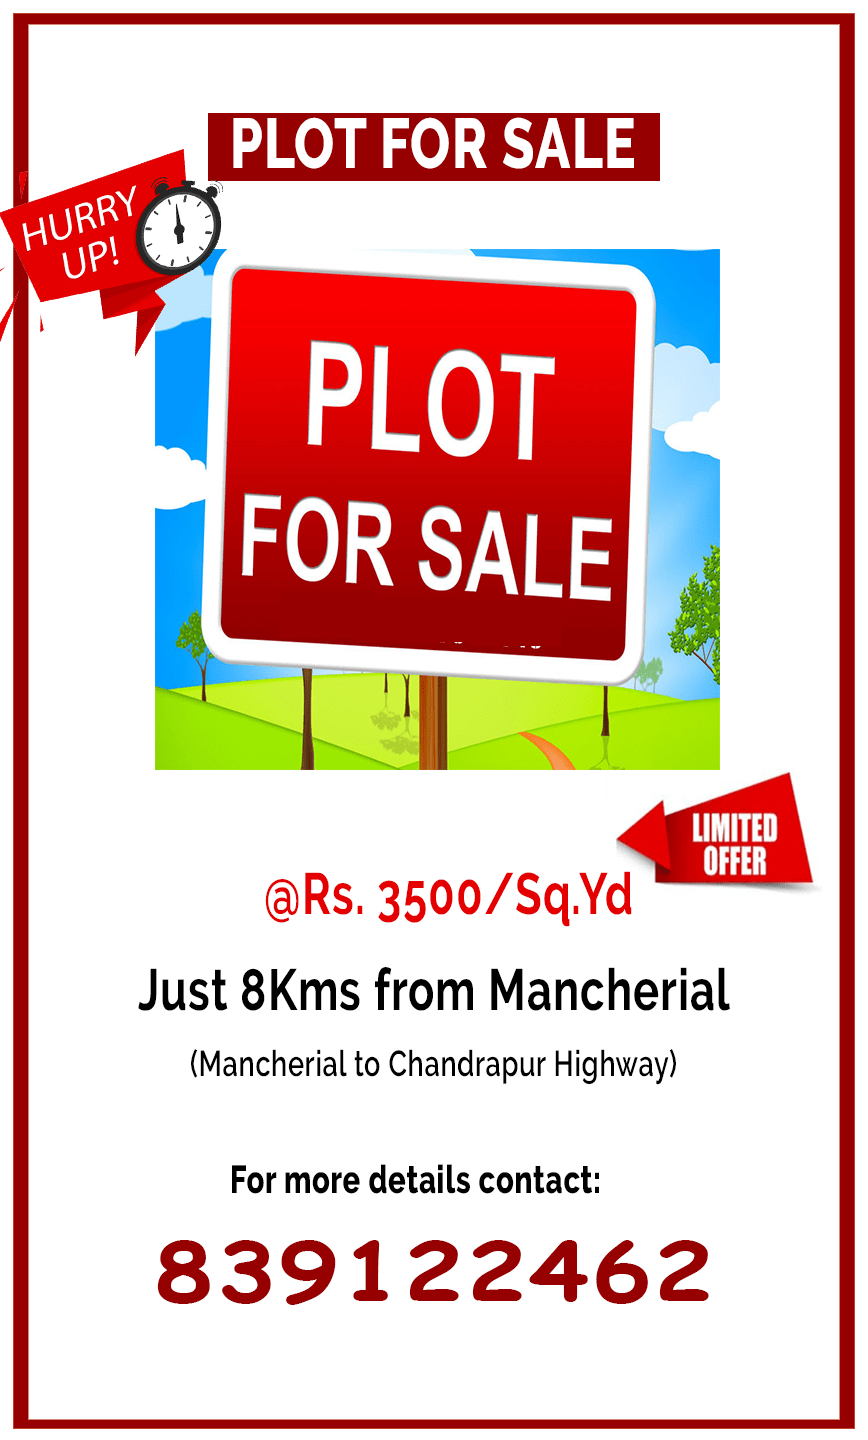 PLOT FOR SALE
HURRY
UP!
PLOT
FOR SALE
LIMITED
OFFER
@Rs. 3500/Sq.Yd
Just 8Kms from Mancherial
(Mancherial to Chandrapur Highway)
For more details contact:
839122462